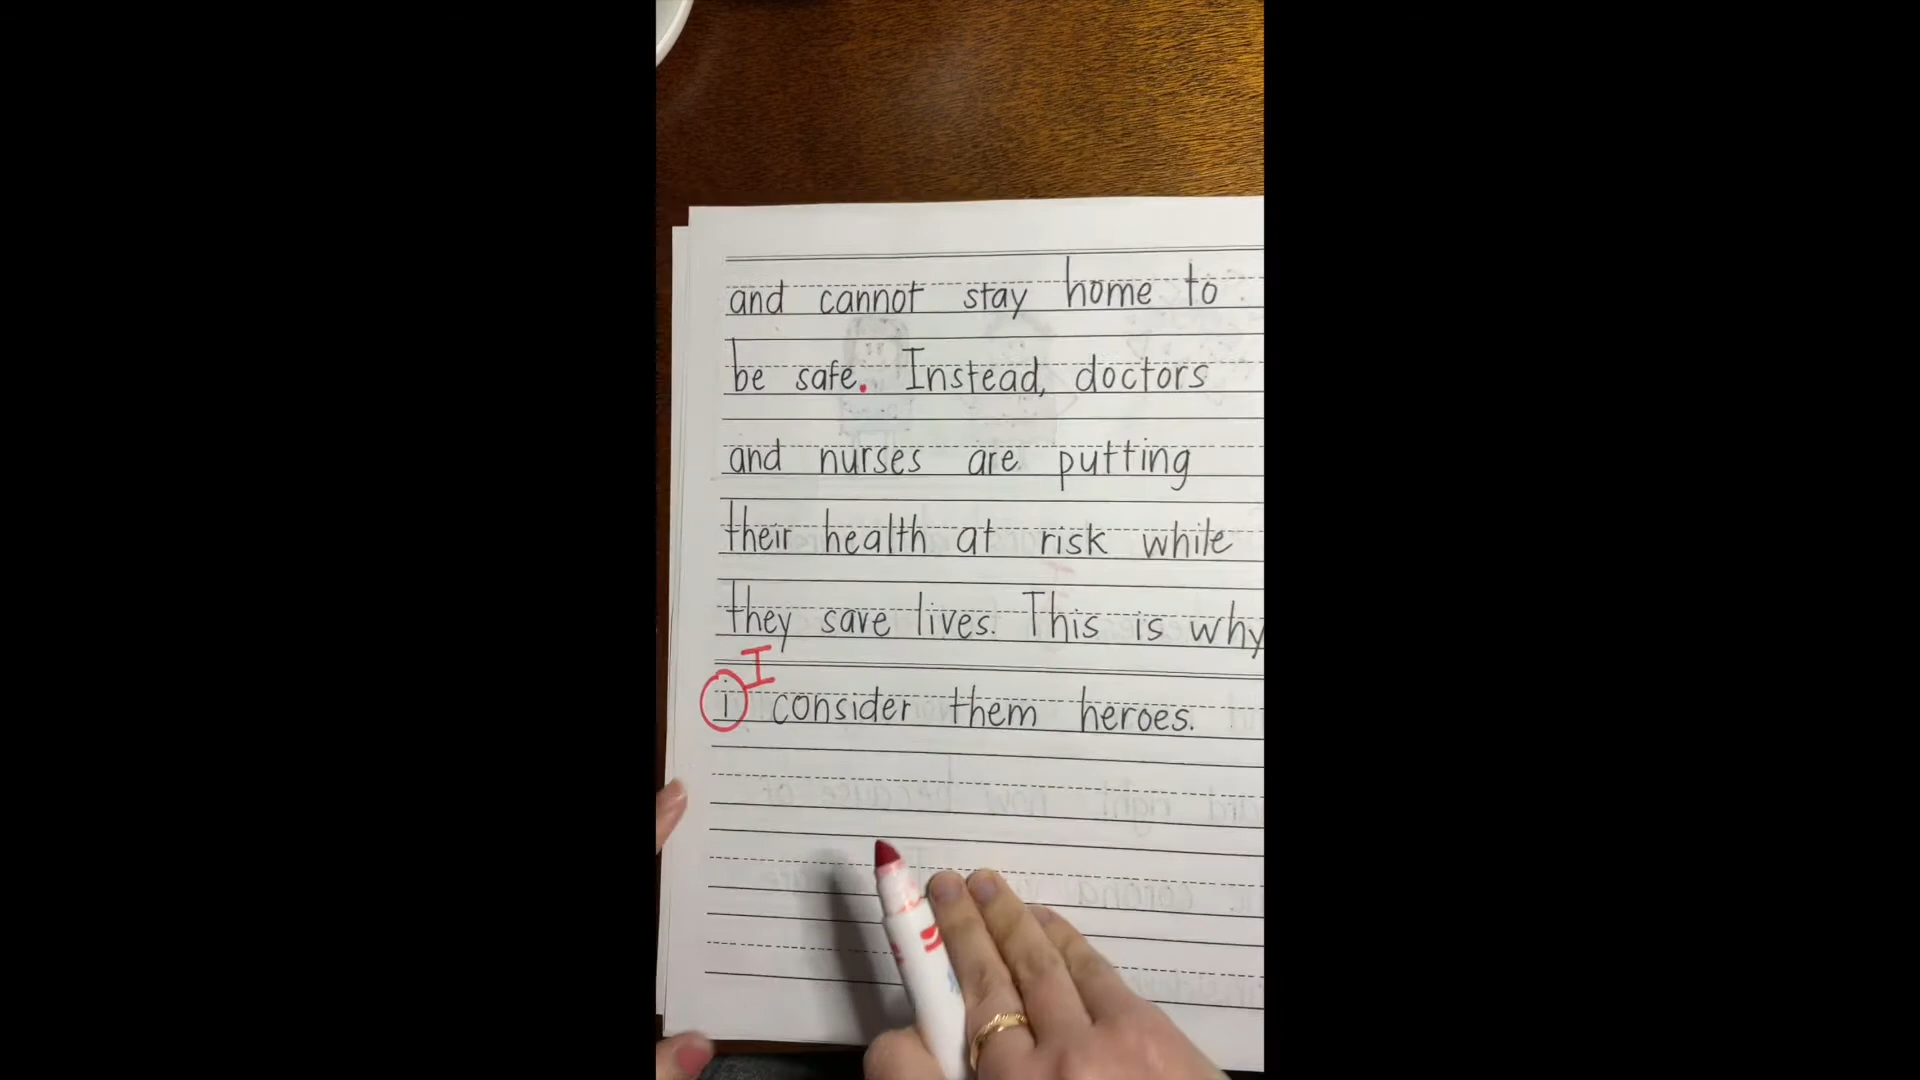 and cannot stay home to
be safe. Instead, doctors
and nurses are putting
their health at risk while
they save lives. This is why
I
i consider them heroes.